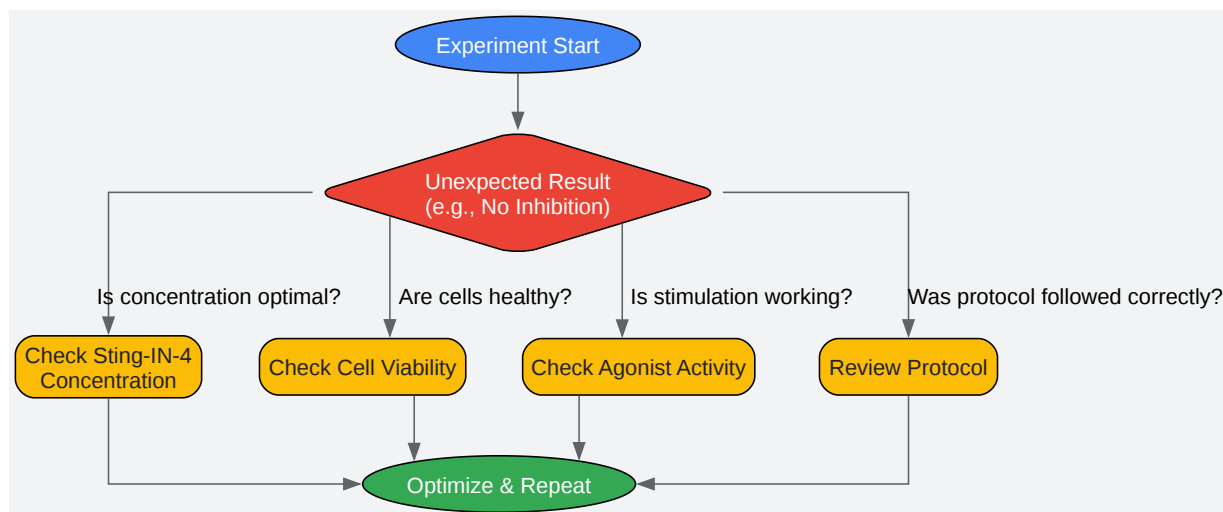 Experiment Start
Unexpected Result
(e.g., No Inhibition)
Is concentration optimal?
Are cells healthy?
Is stimulation working?
Was protocol followed correctly?
Check Sting-IN-4
Concentration
Check Cell Viability
Check Agonist Activity
Review Protocol
Optimize & Repeat